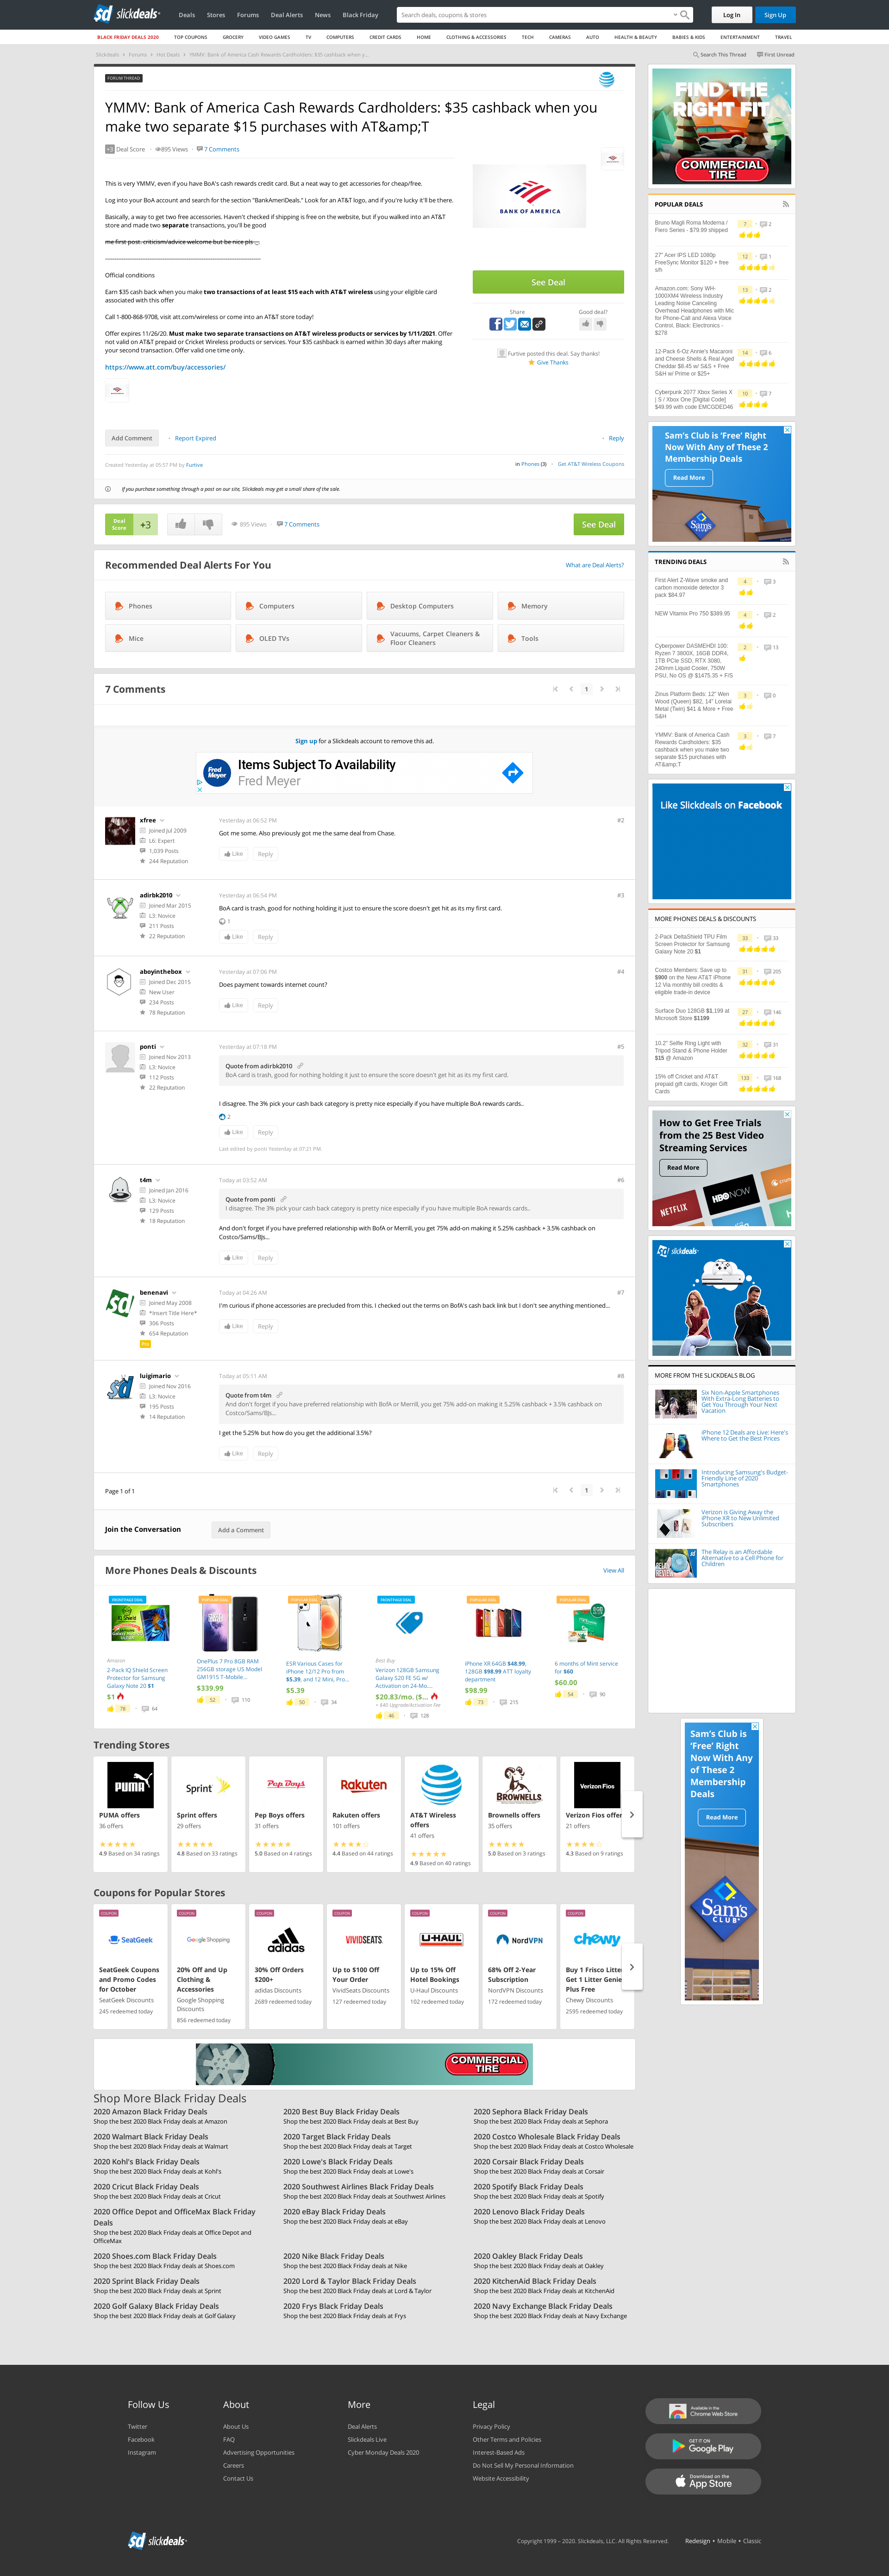 slickdeals
Deals Stores Forums Deal Alerts News Black Friday
Search deals, coupons & stores
Log In Sign Up
BLACK FRIDAY DEALS 2020 TOP COUPONS GROCERY VIDEO GAMES TV COMPUTERS CREDIT CARDS HOME CLOTHING & ACCESSORIES TECH CAMERAS AUTO HEALTH & BEAUTY BABIES & KIDS ENTERTAINMENT TRAVEL
Slickdeals Forums Hot Deals YMMV: Bank of America Cash Rewards Cardholders: $35 cashback when y...
Search This Thread First Unread
FORUM THREAD
YMMV: Bank of America Cash Rewards Cardholders: $35 cashback when you
make two separate $15 purchases with AT&amp;T
+3 Deal Score 895 Views 7 Comments
This is very YMMV, even if you have BoA's cash rewards credit card. But a neat way to get accessories for cheap/free.
Log into your BoA account and search for the section "BankAmeriDeals." Look for an AT&T logo, and if you're lucky it'll be there.
Basically, a way to get two free accessories. Haven't checked if shipping is free on the website, but if you walked into an AT&T
store and made two separate transactions, you'll be good.
me first post. criticism/advice welcome but be nice pls
Official conditions
Earn $35 cash back when you make two transactions of at least $15 each with AT&T wireless using your eligible card
associated with this offer
Call 1-800-868-9708, visit att.com/wireless or come into an AT&T store today!
Offer expires 11/26/20. Must make two separate transactions on AT&T wireless products or services by 1/11/2021. Offer
not valid on AT&T prepaid or Cricket Wireless products or services. Your $35 cashback is earned within 30 days after making
your second transaction. Offer valid one time only.
https://www.att.com/buy/accessories/
BANK OF AMERICA
See Deal
Share Good deal?
Furtive posted this deal. Say thanks!
Give Thanks
Add Comment Report Expired Reply
Created Yesterday at 05:57 PM by Furtive
in Phones (3) Get AT&T Wireless Coupons
If you purchase something through a post on our site, Slickdeals may get a small share of the sale.
Deal Score +3 895 Views 7 Comments See Deal
Recommended Deal Alerts For You
What are Deal Alerts?
Phones Computers Desktop Computers Memory
Mice OLED TVs Vacuums, Carpet Cleaners & Floor Cleaners Tools
7 Comments
1
Sign up for a Slickdeals account to remove this ad.
Fred Meyer
Items Subject To Availability
Fred Meyer
xfree
Joined Jul 2009
L6: Expert
1,039 Posts
244 Reputation
Yesterday at 06:52 PM #2
Got me some. Also previously got me the same deal from Chase.
Like Reply
adirbk2010
Joined Mar 2015
L3: Novice
211 Posts
22 Reputation
Yesterday at 06:54 PM #3
BoA card is trash, good for nothing holding it just to ensure the score doesn't get hit as its my first card.
1
Like Reply
aboyinthebox
Joined Dec 2015
New User
234 Posts
78 Reputation
Yesterday at 07:06 PM #4
Does payment towards internet count?
Like Reply
ponti
Joined Nov 2013
L3: Novice
112 Posts
22 Reputation
Yesterday at 07:18 PM #5
Quote from adirbk2010
BoA card is trash, good for nothing holding it just to ensure the score doesn't get hit as its my first card.
I disagree. The 3% pick your cash back category is pretty nice especially if you have multiple BoA rewards cards..
2
Like Reply
Last edited by ponti Yesterday at 07:21 PM.
t4m
Joined Jan 2016
L3: Novice
129 Posts
18 Reputation
Today at 03:52 AM #6
Quote from ponti
I disagree. The 3% pick your cash back category is pretty nice especially if you have multiple BoA rewards cards..
And don't forget if you have preferred relationship with BofA or Merrill, you get 75% add-on making it 5.25% cashback + 3.5% cashback on
Costco/Sams/BJs...
Like Reply
benenavi
Joined May 2008
*Insert Title Here*
306 Posts
654 Reputation
Pro
Today at 04:26 AM #7
I'm curious if phone accessories are precluded from this. I checked out the terms on BofA's cash back link but I don't see anything mentioned...
Like Reply
luigimario
Joined Nov 2016
L3: Novice
195 Posts
14 Reputation
Today at 05:11 AM #8
Quote from t4m
And don't forget if you have preferred relationship with BofA or Merrill, you get 75% add-on making it 5.25% cashback + 3.5% cashback on
Costco/Sams/BJs...
I get the 5.25% but how do you get the additional 3.5%?
Like Reply
Page 1 of 1
1
Join the Conversation Add a Comment
More Phones Deals & Discounts
View All
FRONTPAGE DEAL
Amazon
2-Pack IQ Shield Screen Protector for Samsung Galaxy Note 20 $1
$1
78 64
POPULAR DEAL
OnePlus 7 Pro 8GB RAM 256GB storage US Model GM1915 T-Mobile...
$339.99
52 110
POPULAR DEAL
ESR Various Cases for iPhone 12/12 Pro from $5.39, and 12 Mini, Pro...
$5.39
50 34
FRONTPAGE DEAL
Best Buy
Verizon 128GB Samsung Galaxy S20 FE 5G w/ Activation on 24-Mo...
$20.83/mo. ($...
+ $40 Upgrade/Activation Fee
46 128
POPULAR DEAL
iPhone XR 64GB $48.99, 128GB $98.99 ATT loyalty department
$98.99
73 215
POPULAR DEAL
6 months of Mint service for $60
$60.00
54 90
Trending Stores
PUMA offers
36 offers
4.9 Based on 34 ratings
Sprint offers
29 offers
4.8 Based on 33 ratings
Pep Boys offers
31 offers
5.0 Based on 4 ratings
Rakuten offers
101 offers
4.4 Based on 44 ratings
AT&T Wireless offers
41 offers
4.9 Based on 40 ratings
Brownells offers
35 offers
5.0 Based on 3 ratings
Verizon Fios offers
21 offers
4.3 Based on 9 ratings
Coupons for Popular Stores
COUPON
SeatGeek
SeatGeek Coupons and Promo Codes for October
SeatGeek Discounts
245 redeemed today
COUPON
Google Shopping
20% Off and Up Clothing & Accessories
Google Shopping Discounts
856 redeemed today
COUPON
adidas
30% Off Orders $200+
adidas Discounts
2689 redeemed today
COUPON
VIVIDSEATS
Up to $100 Off Your Order
VividSeats Discounts
127 redeemed today
COUPON
U-HAUL
Up to 15% Off Hotel Bookings
U-Haul Discounts
102 redeemed today
COUPON
NordVPN
68% Off 2-Year Subscription
NordVPN Discounts
172 redeemed today
COUPON
chewy
Buy 1 Frisco Litter, Get 1 Litter Genie Plus Free
Chewy Discounts
2595 redeemed today
COMMERCIAL TIRE
Shop More Black Friday Deals
2020 Amazon Black Friday Deals
Shop the best 2020 Black Friday deals at Amazon
2020 Best Buy Black Friday Deals
Shop the best 2020 Black Friday deals at Best Buy
2020 Sephora Black Friday Deals
Shop the best 2020 Black Friday deals at Sephora
2020 Walmart Black Friday Deals
Shop the best 2020 Black Friday deals at Walmart
2020 Target Black Friday Deals
Shop the best 2020 Black Friday deals at Target
2020 Costco Wholesale Black Friday Deals
Shop the best 2020 Black Friday deals at Costco Wholesale
2020 Kohl's Black Friday Deals
Shop the best 2020 Black Friday deals at Kohl's
2020 Lowe's Black Friday Deals
Shop the best 2020 Black Friday deals at Lowe's
2020 Corsair Black Friday Deals
Shop the best 2020 Black Friday deals at Corsair
2020 Cricut Black Friday Deals
Shop the best 2020 Black Friday deals at Cricut
2020 Southwest Airlines Black Friday Deals
Shop the best 2020 Black Friday deals at Southwest Airlines
2020 Spotify Black Friday Deals
Shop the best 2020 Black Friday deals at Spotify
2020 Office Depot and OfficeMax Black Friday
Deals
Shop the best 2020 Black Friday deals at Office Depot and
OfficeMax
2020 eBay Black Friday Deals
Shop the best 2020 Black Friday deals at eBay
2020 Lenovo Black Friday Deals
Shop the best 2020 Black Friday deals at Lenovo
2020 Shoes.com Black Friday Deals
Shop the best 2020 Black Friday deals at Shoes.com
2020 Nike Black Friday Deals
Shop the best 2020 Black Friday deals at Nike
2020 Oakley Black Friday Deals
Shop the best 2020 Black Friday deals at Oakley
2020 Sprint Black Friday Deals
Shop the best 2020 Black Friday deals at Sprint
2020 Lord & Taylor Black Friday Deals
Shop the best 2020 Black Friday deals at Lord & Taylor
2020 KitchenAid Black Friday Deals
Shop the best 2020 Black Friday deals at KitchenAid
2020 Golf Galaxy Black Friday Deals
Shop the best 2020 Black Friday deals at Golf Galaxy
2020 Frys Black Friday Deals
Shop the best 2020 Black Friday deals at Frys
2020 Navy Exchange Black Friday Deals
Shop the best 2020 Black Friday deals at Navy Exchange
FIND THE
RIGHT FIT
COMMERCIAL TIRE
POPULAR DEALS
Bruno Magli Roma Moderna / Fiero Series - $79.99 shipped
7 2
27" Acer IPS LED 1080p FreeSync Monitor $120 + free s/h
12 1
Amazon.com: Sony WH-1000XM4 Wireless Industry Leading Noise Canceling Overhead Headphones with Mic for Phone-Call and Alexa Voice Control, Black: Electronics - $278
13 2
12-Pack 6-Oz Annie's Macaroni and Cheese Shells & Real Aged Cheddar $8.45 w/ S&S + Free S&H w/ Prime or $25+
14 6
Cyberpunk 2077 Xbox Series X | S / Xbox One [Digital Code] $49.99 with code EMCGDED46
10 7
Sam's Club is 'Free' Right
Now With Any of These 2
Membership Deals
Read More
TRENDING DEALS
First Alert Z-Wave smoke and carbon monoxide detector 3 pack $84.97
4 3
NEW Vitamix Pro 750 $389.95
4 2
Cyberpower DASMEHDI 100: Ryzen 7 3800X, 16GB DDR4, 1TB PCIe SSD, RTX 3080, 240mm Liquid Cooler, 750W PSU, No OS @ $1475.35 + F/S
2 13
Zinus Platform Beds, 12" Wen Wood (Queen) $82, 14" Lorelai Metal (Twin) $41 & More + Free S&H
3 0
YMMV: Bank of America Cash Rewards Cardholders: $35 cashback when you make two separate $15 purchases with AT&amp;T
3 7
Like Slickdeals on Facebook
MORE PHONES DEALS & DISCOUNTS
2-Pack DeltaShield TPU Film Screen Protector for Samsung Galaxy Note 20 $1
33 33
Costco Members: Save up to $900 on the New AT&T iPhone 12 Via monthly bill credits & eligible trade-in device
31 205
Surface Duo 128GB $1,199 at Microsoft Store $1199
27 146
10.2" Selfie Ring Light with Tripod Stand & Phone Holder $15 @ Amazon
32 31
15% off Cricket and AT&T prepaid gift cards, Kroger Gift Cards
133 168
How to Get Free Trials
from the 25 Best Video
Streaming Services
Read More
NETFLIX HBONOW
slickdeals
MORE FROM THE SLICKDEALS BLOG
Six Non-Apple Smartphones With Extra-Long Batteries to Get You Through Your Next Vacation
iPhone 12 Deals are Live: Here's Where to Get the Best Prices
Introducing Samsung's Budget-Friendly Line of 2020 Smartphones
Verizon is Giving Away the iPhone XR to New Unlimited Subscribers
The Relay is an Affordable Alternative to a Cell Phone for Children
Sam's Club is
'Free' Right
Now With Any
of These 2
Membership
Deals
Read More
Sam's CLUB
Follow Us
Twitter
Facebook
Instagram
About
About Us
FAQ
Advertising Opportunities
Careers
Contact Us
More
Deal Alerts
Slickdeals Live
Cyber Monday Deals 2020
Legal
Privacy Policy
Other Terms and Policies
Interest-Based Ads
Do Not Sell My Personal Information
Website Accessibility
Available in the Chrome Web Store
GET IT ON Google Play
Download on the App Store
slickdeals
Copyright 1999 – 2020. Slickdeals, LLC. All Rights Reserved. Redesign • Mobile • Classic